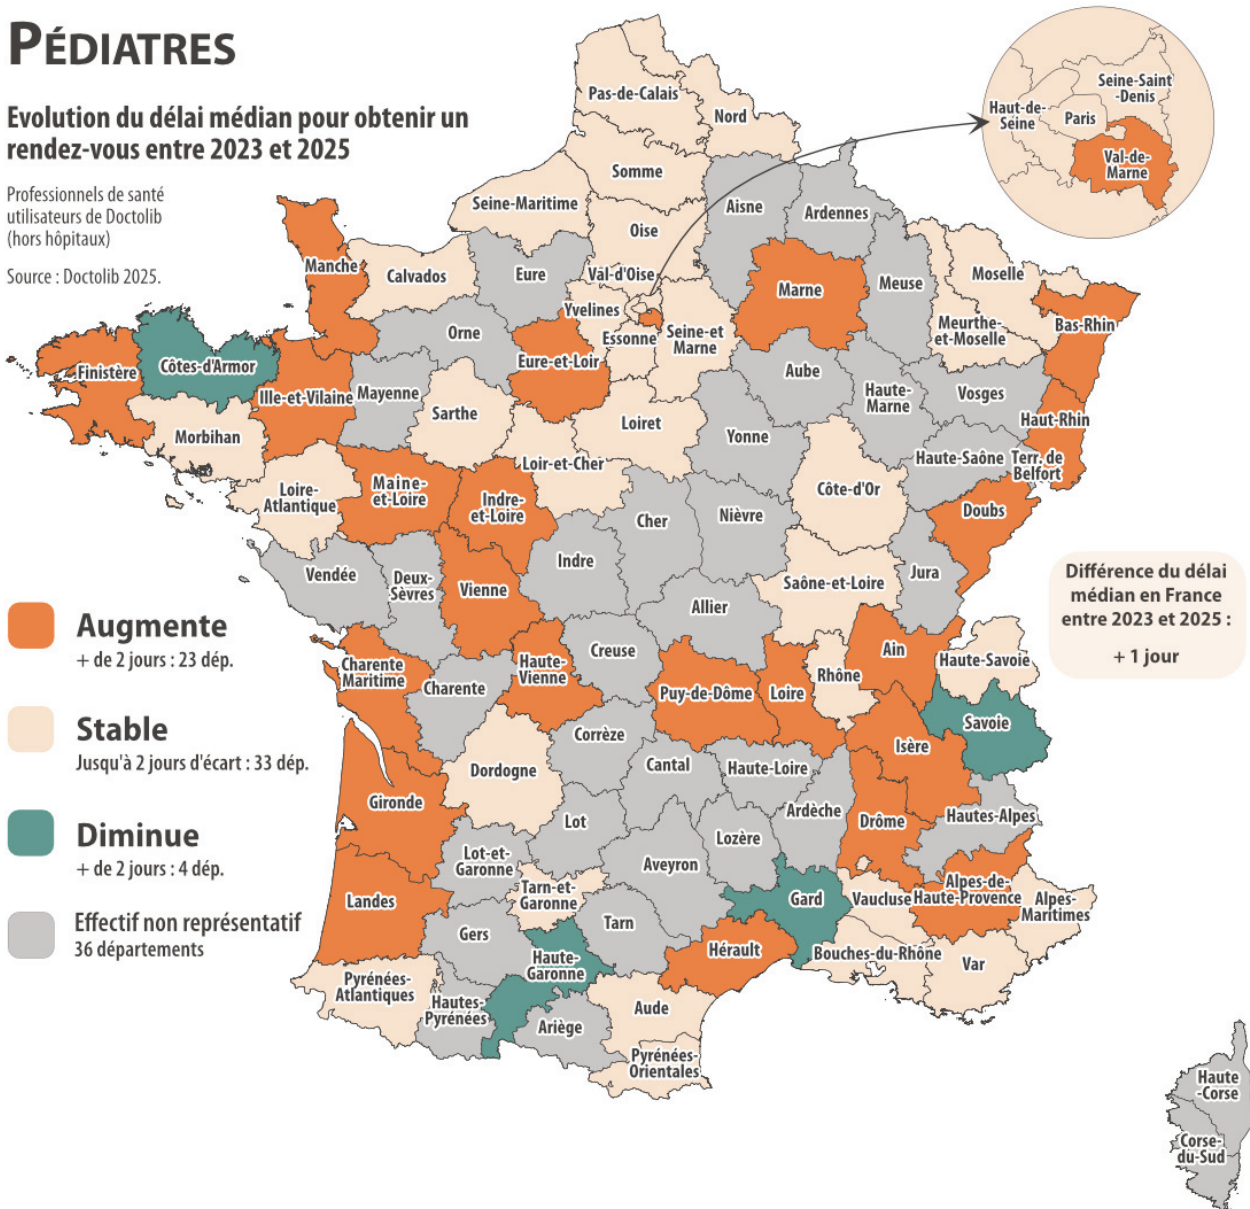 PÉDIATRES
Evolution du délai médian pour obtenir un
rendez-vous entre 2023 et 2025
Professionnels de santé
utilisateurs de Doctolib
(hors hôpitaux)
Source : Doctolib 2025.
Haut-de-
Seine
Paris
Seine-Saint
-Denis
Val-de-
Marne
Pas-de-Calais
Nord
Somme
Seine-Maritime
Oise
Aisne
Ardennes
Manche
Calvados
Eure
Val-d'Oise
Marne
Meuse
Moselle
Yvelines
Essonne
Seine-et
Marne
Meurthe-
et-Moselle
Bas-Rhin
Orne
Eure-et-Loir
Finistère
Côtes-d'Armor
Ille-et-Vilaine
Mayenne
Sarthe
Aube
Haute-
Marne
Vosges
Haut-Rhin
Morbihan
Loiret
Yonne
Haute-Saône
Terr. de
Belfort
Loir-et-Cher
Loire-
Atlantique
Maine-
et-Loire
Indre-
et-Loire
Côte-d'Or
Doubs
Cher
Nièvre
Vendée
Deux-
Sèvres
Vienne
Indre
Saône-et-Loire
Jura
Allier
Charente
Maritime
Charente
Haute-
Vienne
Creuse
Puy-de-Dôme
Loire
Rhône
Ain
Haute-Savoie
Savoie
Isère
Corrèze
Dordogne
Cantal
Haute-Loire
Ardèche
Drôme
Hautes-Alpes
Gironde
Lot
Lot-et-
Garonne
Aveyron
Lozère
Landes
Tarn-et-
Garonne
Gers
Tarn
Gard
Vaucluse
Alpes-de-
Haute-Provence
Alpes-
Maritimes
Hérault
Bouches-du-Rhône
Var
Haute-
Garonne
Pyrénées-
Atlantiques
Hautes-
Pyrénées
Ariège
Aude
Pyrénées-
Orientales
Haute
-Corse
Corse-
du-Sud
Différence du délai
médian en France
entre 2023 et 2025 :
+ 1 jour
Augmente
+ de 2 jours : 23 dép.
Stable
Jusqu'à 2 jours d'écart : 33 dép.
Diminue
+ de 2 jours : 4 dép.
Effectif non représentatif
36 départements